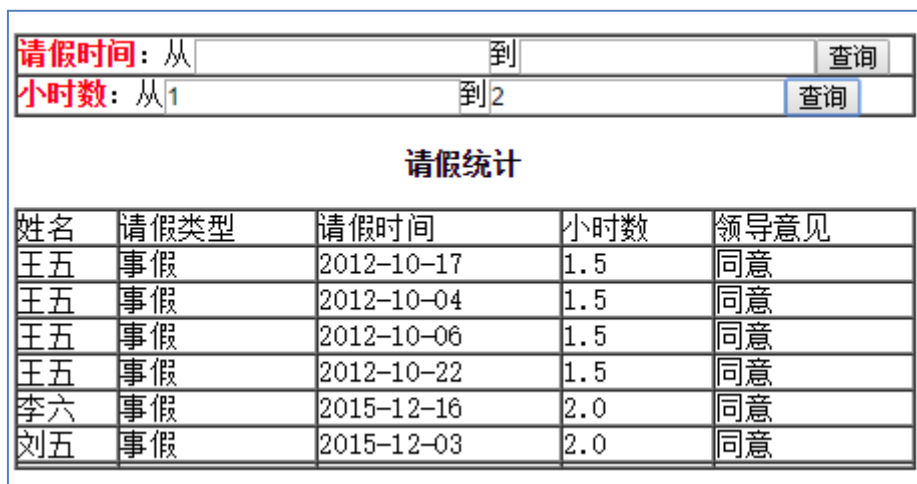 请假时间：从 到 查询
小时数：从 1 到 2 查询
请假统计
姓名 请假类型 请假时间 小时数 领导意见
王五 事假 2012-10-17 1.5 同意
王五 事假 2012-10-04 1.5 同意
王五 事假 2012-10-06 1.5 同意
王五 事假 2012-10-22 1.5 同意
李六 事假 2015-12-16 2.0 同意
刘五 事假 2015-12-03 2.0 同意